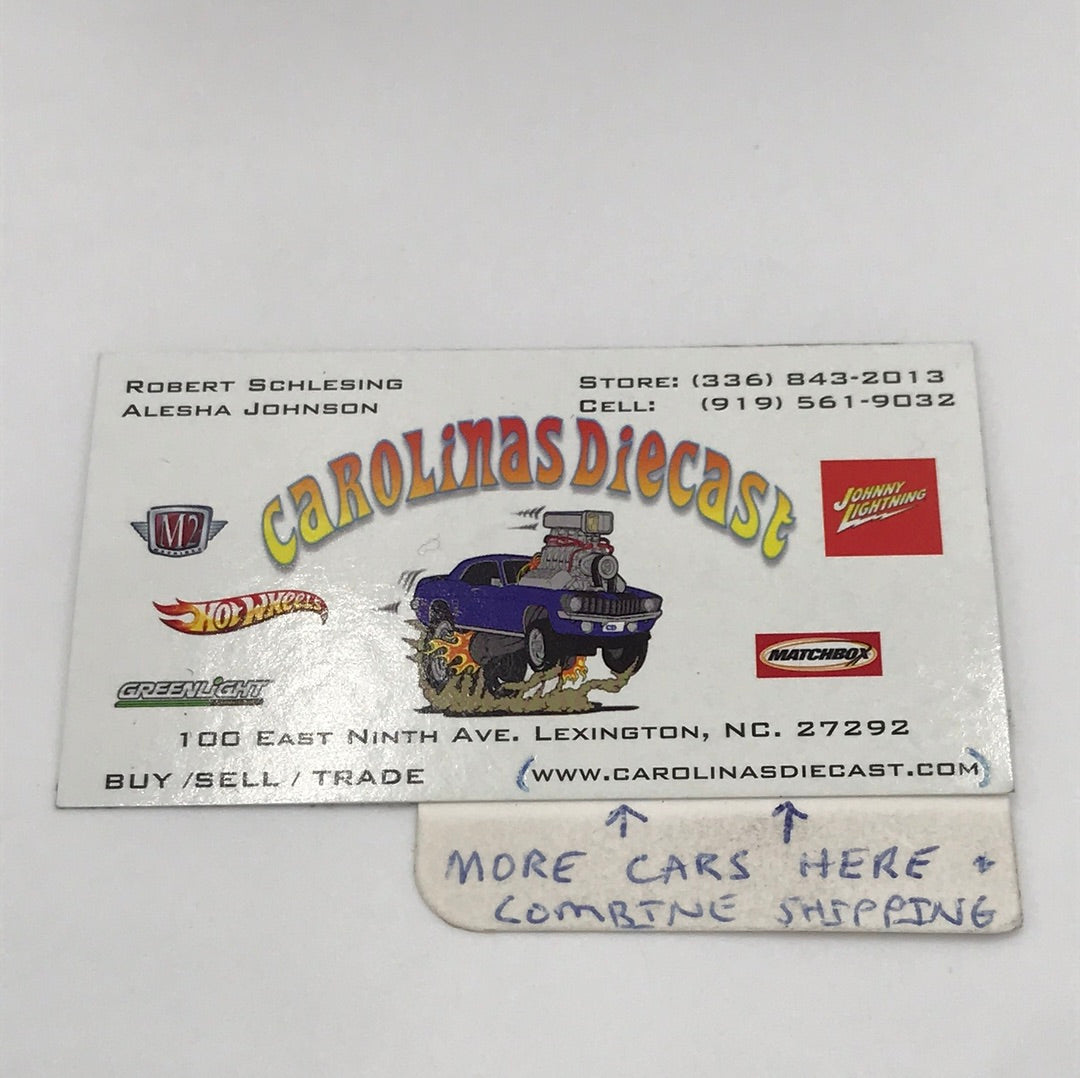 ROBERT SCHLESING
ALESHA JOHNSON
STORE: (336) 843-2013
CELL: (919) 561-9032
CAROLINAS DIECAST
M2
JOHNNY
LIGHTNING
HOT WHEELS
MATCHBOX
GREENLIGHT
100 EAST NINTH AVE. LEXINGTON, NC. 27292
BUY /SELL / TRADE
(WWW.CAROLINASDIECAST.COM)
MORE CARS HERE +
COMBINE SHIPPING